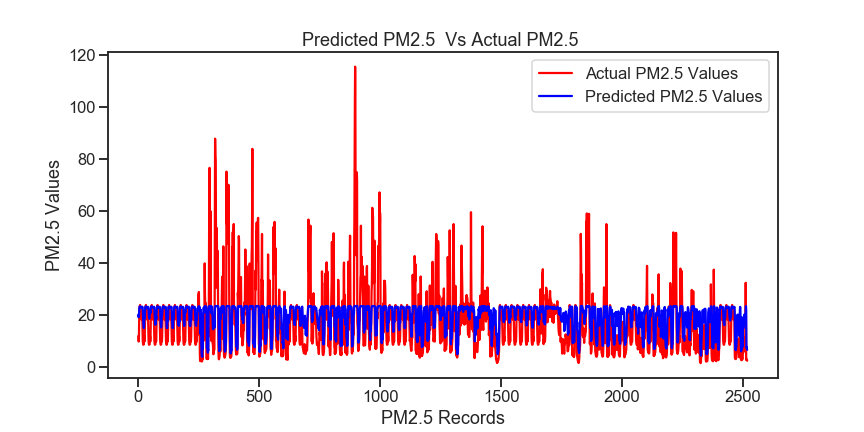 Predicted PM2.5  Vs Actual PM2.5
Actual PM2.5 Values
Predicted PM2.5 Values
PM2.5 Values
120
100
80
60
40
20
0
0 500 1000 1500 2000 2500
PM2.5 Records